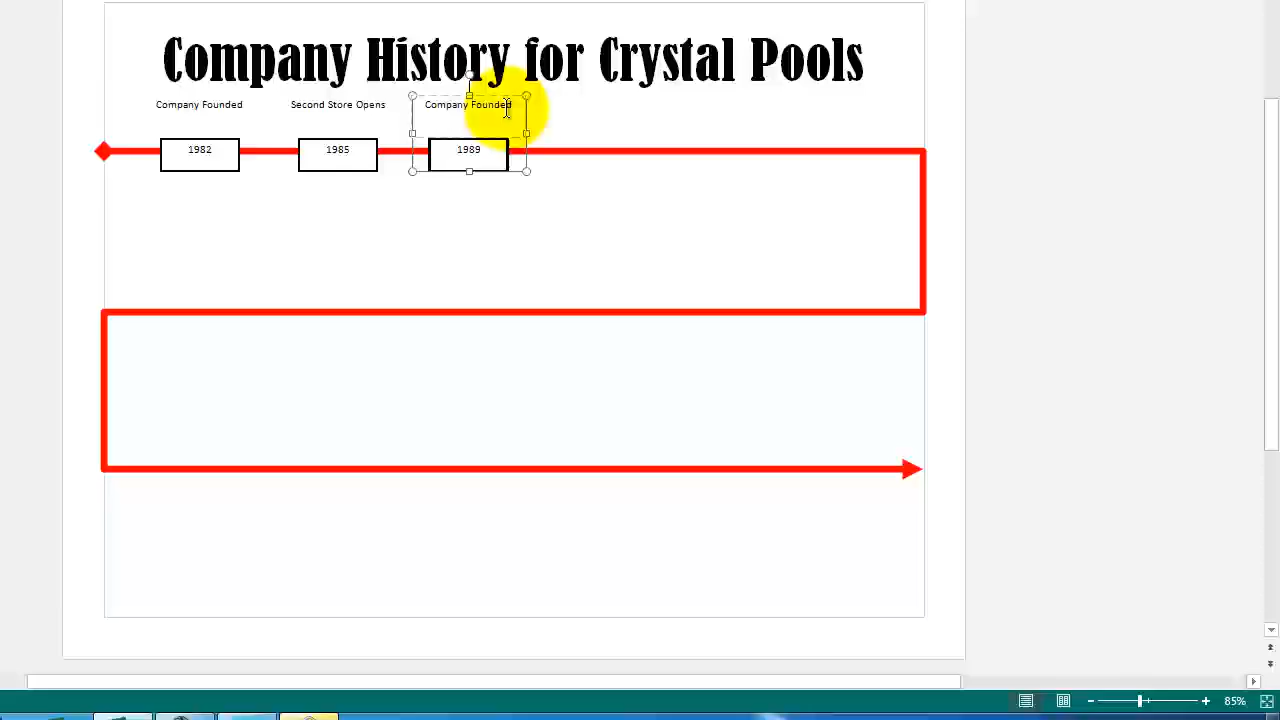 Company History for Crystal Pools
Company Founded Second Store Opens Company Founded
1982 1985 1989
85%